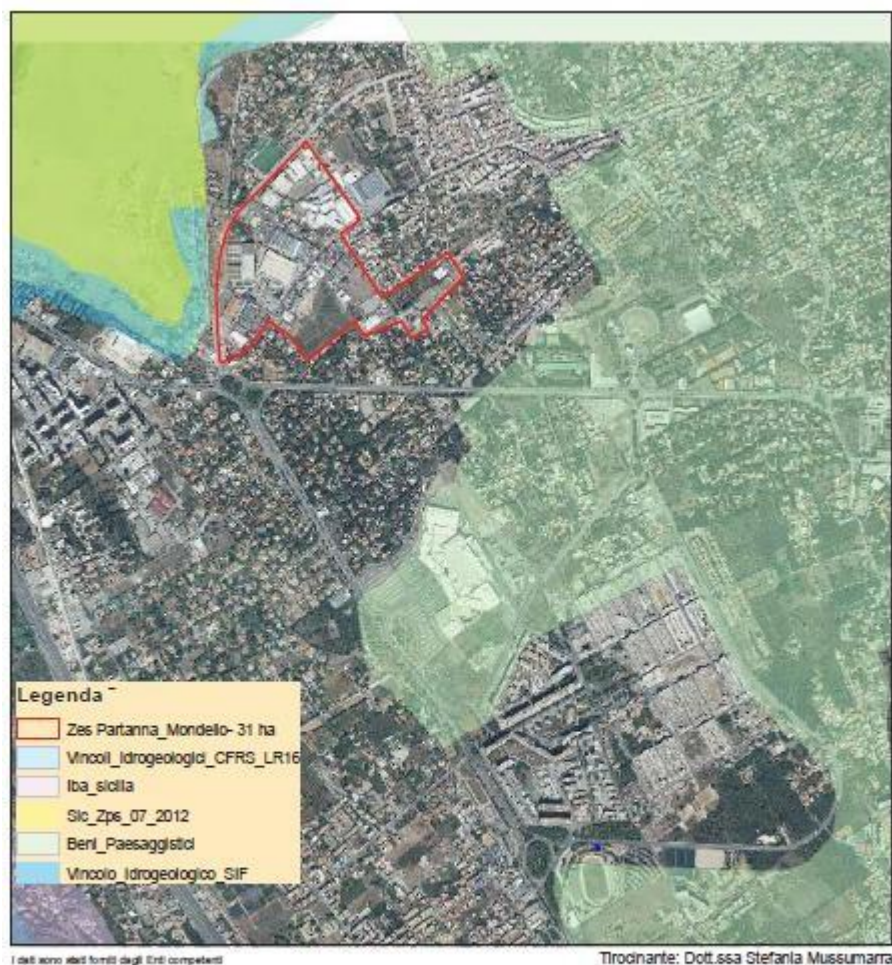 Legenda
Zes Partanna_Mondello- 31 ha
Vincoli_Idrogeologici_CFRS_LR16
Iba_sicilia
Sic_Zps_07_2012
Beni_Paesaggistici
Vincolo_Idrogeologico_SIF
I dati sono stati forniti dagli Enti competenti
Tirocinante: Dott.ssa Stefania Mussumarra